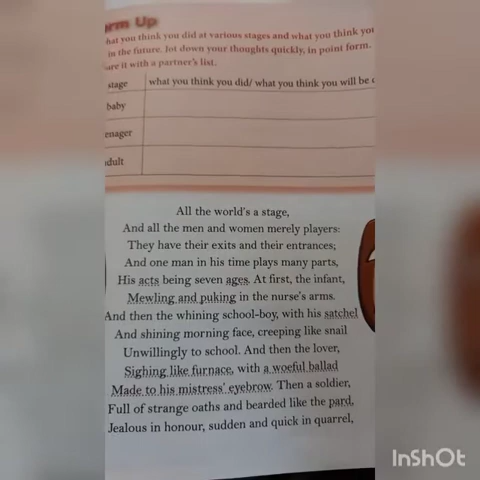 rm Up
hat you think you did at various stages and what you think you
in the future. Jot down your thoughts quickly, in point form.
are it with a partner's list.
stage what you think you did/ what you think you will be
baby
enager
dult
All the world's a stage,
And all the men and women merely players:
They have their exits and their entrances;
And one man in his time plays many parts,
His acts being seven ages. At first, the infant,
Mewling and puking in the nurse's arms.
And then the whining school-boy, with his satchel
And shining morning face, creeping like snail
Unwillingly to school. And then the lover,
Sighing like furnace, with a woeful ballad
Made to his mistress' eyebrow. Then a soldier,
Full of strange oaths and bearded like the pard,
Jealous in honour, sudden and quick in quarrel,
InShOt